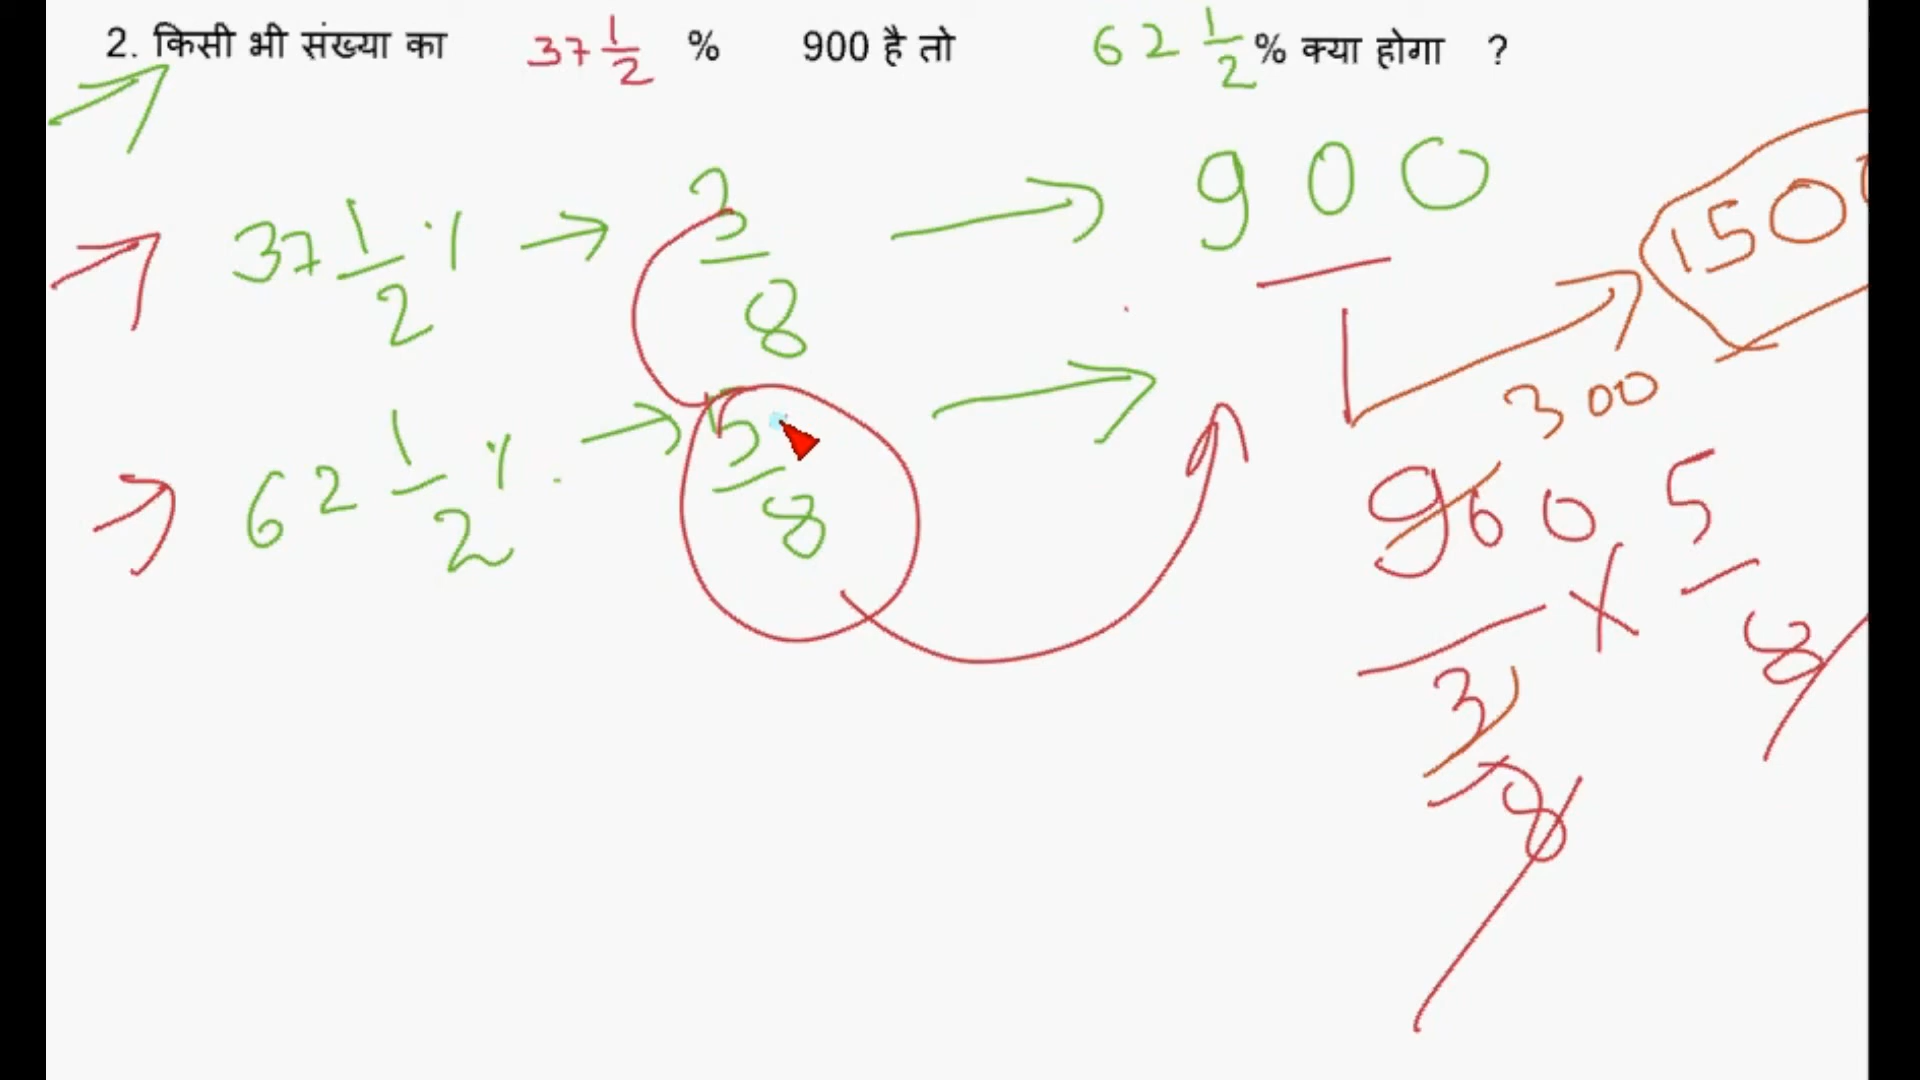 2. किसी भी संख्या का 37 1/2 % 900 है तो 62 1/2 % क्या होगा ?
37 1/2 % → 3/8 → 900
62 1/2 % → 5/8 →
300
900 × 5
3 8
8